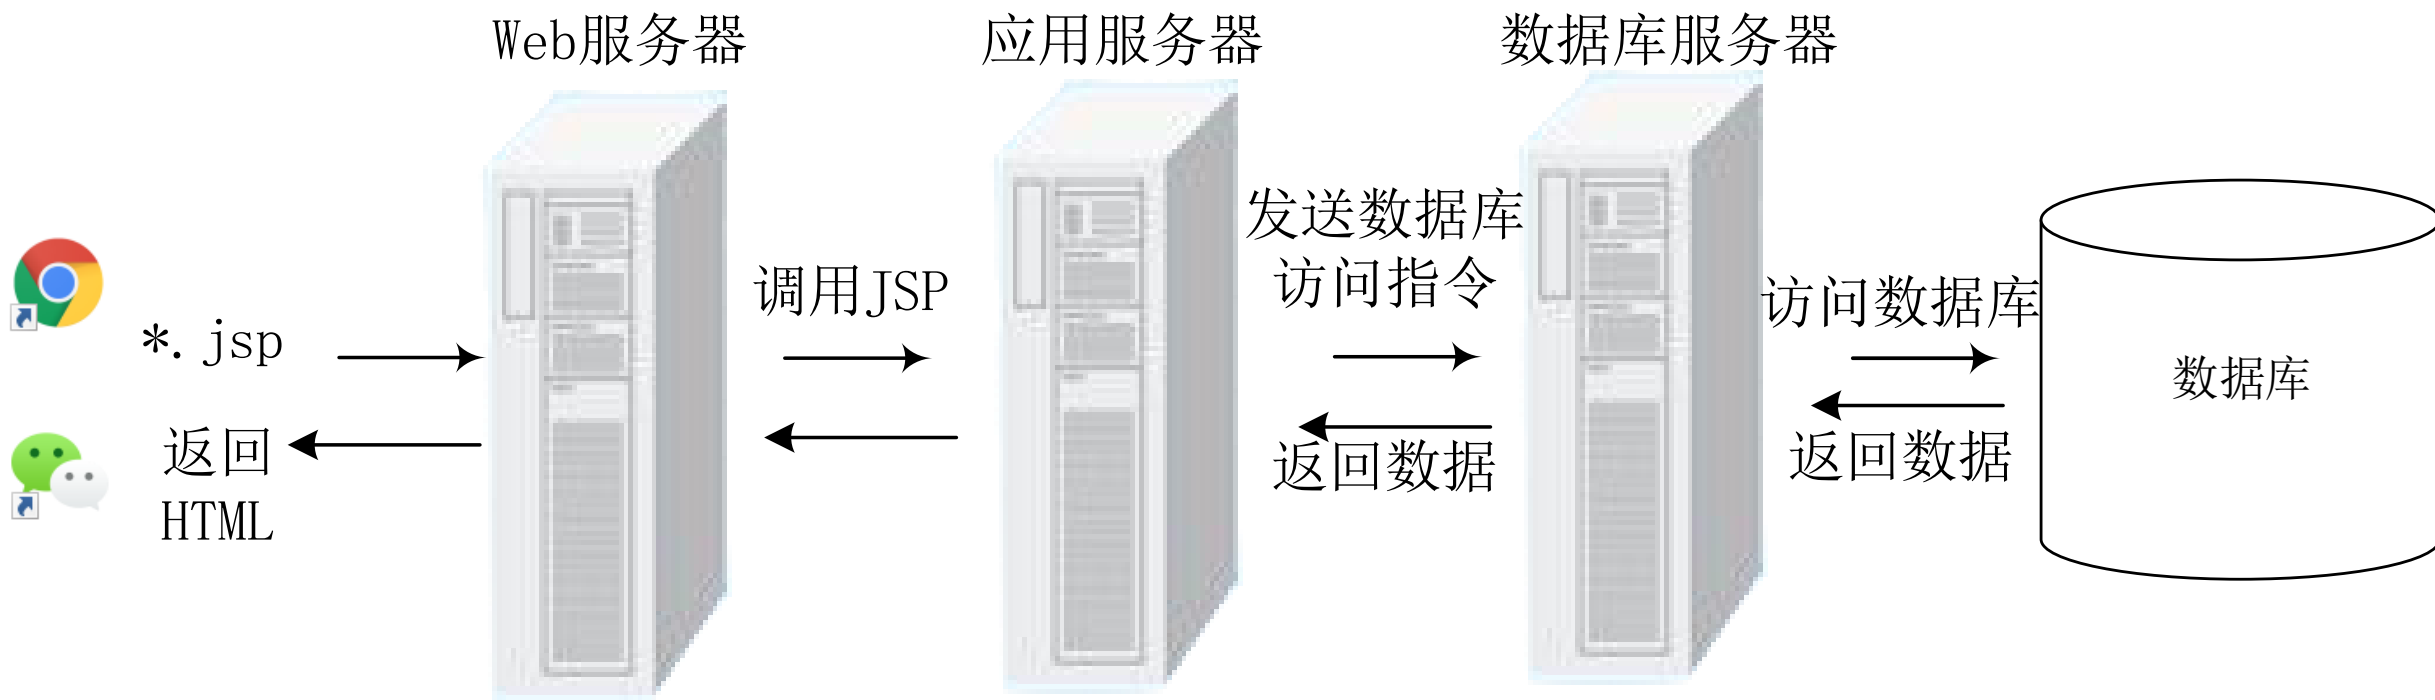 Web服务器
应用服务器
数据库服务器
*.jsp
返回
HTML
调用JSP
发送数据库
访问指令
返回数据
访问数据库
返回数据
数据库